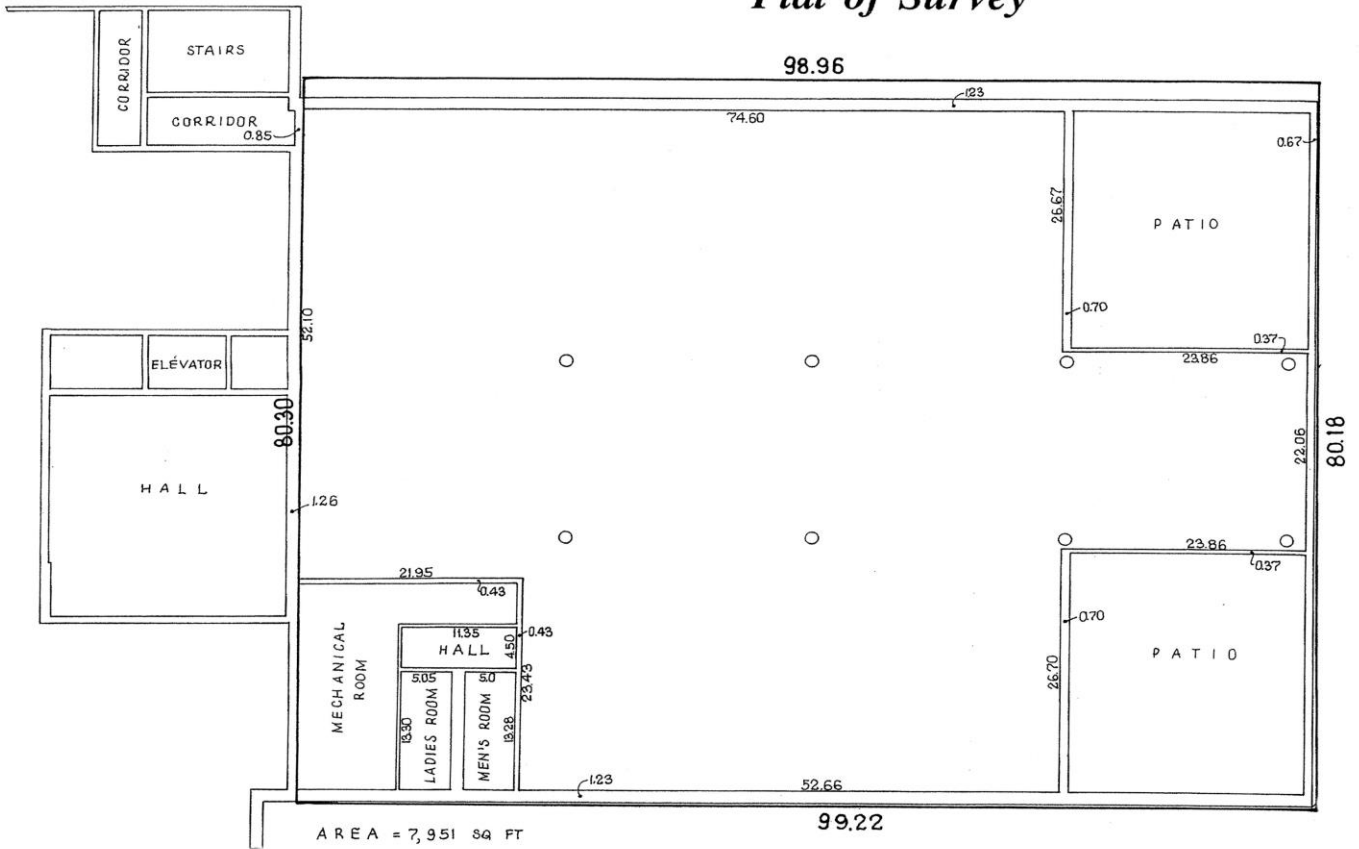 Plat of Survey
98.96
STAIRS
CORRIDOR
CORRIDOR
0.85
1.23
74.60
0.67
26.67
PATIO
0.70
0.37
23.86
52.10
ELÉVATOR
80.30
22.06
80.18
HALL
1.26
23.86
0.37
21.95
0.43
11.35
0.43
HALL
4.50
0.70
MECHANICAL
ROOM
5.05
5.0
23.43
26.70
PATIO
13.30
LADIES ROOM
MEN'S ROOM
13.28
1.23
52.66
99.22
AREA = 7,951 SQ FT